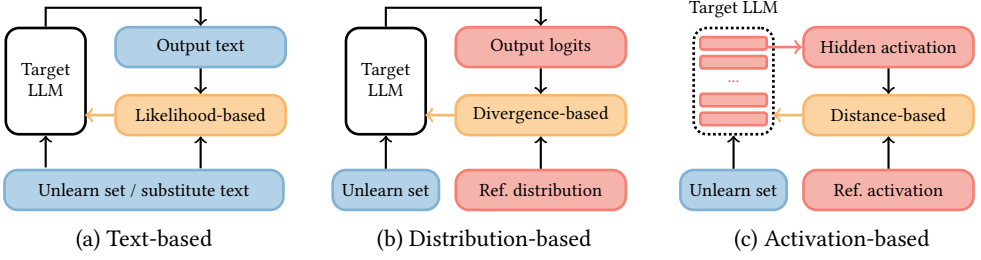 Target
LLM
Output text
Likelihood-based
Unlearn set / substitute text
(a) Text-based
Target
LLM
Output logits
Divergence-based
Unlearn set
Ref. distribution
(b) Distribution-based
Target LLM
...
Hidden activation
Distance-based
Unlearn set
Ref. activation
(c) Activation-based